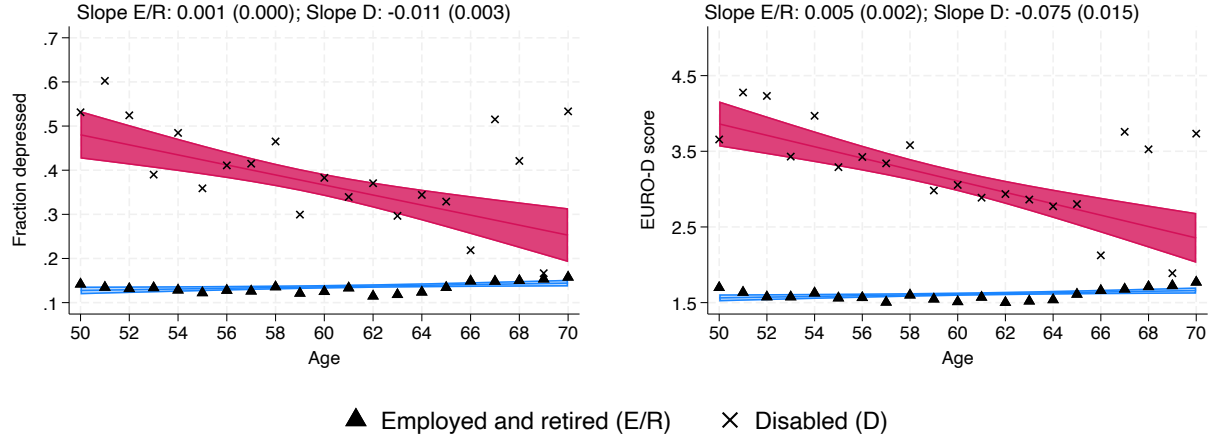 Slope E/R: 0.001 (0.000); Slope D: -0.011 (0.003)
Fraction depressed
.7
.6
.5
.4
.3
.2
.1
50 52 54 56 58 60 62 64 66 68 70
Age
Slope E/R: 0.005 (0.002); Slope D: -0.075 (0.015)
EURO-D score
4.5
3.5
2.5
1.5
50 52 54 56 58 60 62 64 66 68 70
Age
Employed and retired (E/R) Disabled (D)